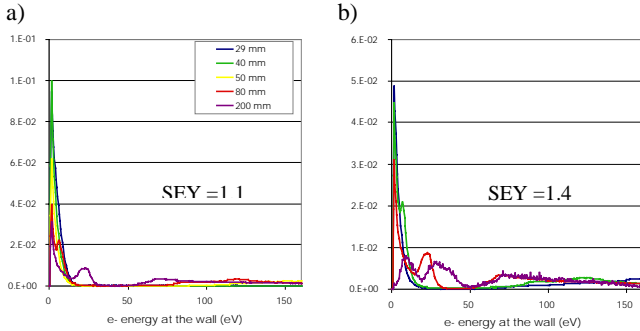 a)
b)
1.E-01
1.E-01
8.E-02
6.E-02
4.E-02
2.E-02
0.E+00
29 mm
40 mm
50 mm
80 mm
200 mm
SEY =1.1
0 50 100 150
e- energy at the wall (eV)
6.E-02
5.E-02
4.E-02
3.E-02
2.E-02
1.E-02
0.E+00
SEY =1.4
0 50 100 150
e- energy at the wall (eV)